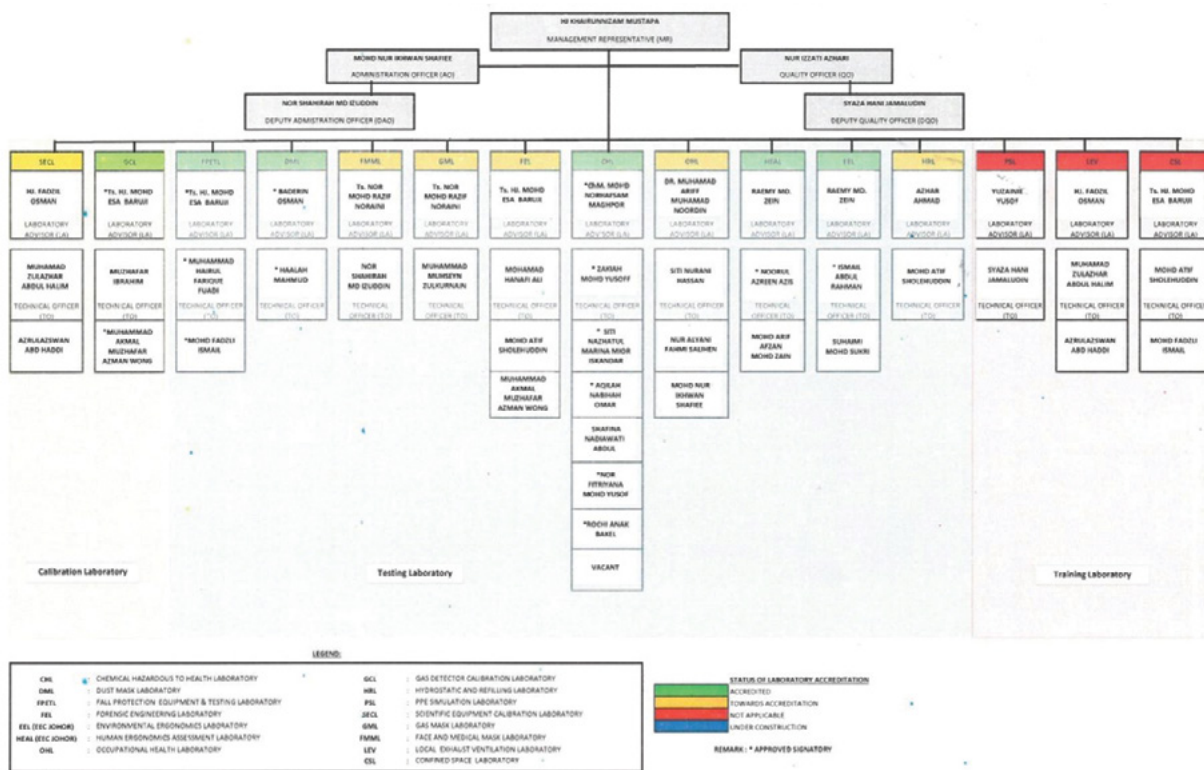 HJ KHAIRUNNIZAM MUSTAPA
MANAGEMENT REPRESENTATIVE (MR)
MOHD NUR IKHWAN SHAFIEE
ADMINISTRATION OFFICER (AO)
NUR IZZATI AZHARI
QUALITY OFFICER (QO)
NOR SHAHIRAH MD IZUDDIN
DEPUTY ADMISTRATION OFFICER (DAO)
SYAZA HANI JAMALUDIN
DEPUTY QUALITY OFFICER (DQO)
SECL
HJ. FADZIL
OSMAN
LABORATORY
ADVISOR (LA)
MUHAMAD
ZULAZHAR
ABDUL HALIM
TECHNICAL
OFFICER (TO)
AZRULAZSWAN
ABD HADDI
GCL
*Ts. HJ. MOHD
ESA BARUJI
LABORATORY
ADVISOR (LA)
MUZHAFAR
IBRAHIM
TECHNICAL
OFFICER (TO)
*MUHAMMAD
AKMAL
MUZHAFAR
AZMAN WONG
FPETL
*Ts. HJ. MOHD
ESA BARUJI
LABORATORY
ADVISOR (LA)
* MUHAMMAD
HAIRUL
FARIQUE
FUADI
TECHNICAL OFFICER
(TO)
*MOHD FADZLI
ISMAIL
DML
* BADERIN
OSMAN
LABORATORY
ADVISOR (LA)
* HAALAH
MAHMUD
TECHNICAL OFFICER
(TO)
FMML
Ts. NOR
MOHD RAZIF
NORAINI
LABORATORY
ADVISOR (LA)
NOR
SHAHIRAH
MD IZUDDIN
TECHNICAL
OFFICER (TO)
GML
Ts. NOR
MOHD RAZIF
NORAINI
LABORATORY
ADVISOR (LA)
MUHAMMAD
MUHSEYN
ZULKURNAIN
TECHNICAL
OFFICER (TO)
FEL
Ts. HJ. MOHD
ESA BARUJI
LABORATORY
ADVISOR (LA)
MOHAMAD
HANAFI ALI
TECHNICAL OFFICER
(TO)
MOHD ATIF
SHOLEHUDDIN
MUHAMMAD
AKMAL
MUZHAFAR
AZMAN WONG
CHL
*ChM. MOHD
NORHAFSAM
MAGHPOR
LABORATORY
ADVISOR (LA)
* ZAKIAH
MOHD YUSOFF
TECHNICAL OFFICER
(TO)
* SITI
NAZHATUL
MARINA MIOR
ISKANDAR
* AQILAH
NABIHAH
OMAR
SHAFINA
NADIAWATI
ABDUL
*NOR
FITRIYANA
MOHD YUSOF
*ROCHI ANAK
BAKEL
VACANT
OHL
DR. MUHAMAD
ARIFF
MUHAMAD
NOORDIN
LABORATORY
ADVISOR (LA)
SITI NURANI
HASSAN
TECHNICAL OFFICER
(TO)
NUR ALYANI
FAHMI SALIHEN
MOHD NUR
IKHWAN
SHAFIEE
HEAL
RAEMY MD.
ZEIN
LABORATORY
ADVISOR (LA)
* NOORUL
AZREEN AZIS
TECHNICAL OFFICER
(TO)
MOHD ARIF
AFZAN
MOHD ZAIN
EEL
RAEMY MD.
ZEIN
LABORATORY
ADVISOR (LA)
* ISMAIL
ABDUL
RAHMAN
TECHNICAL OFFICER
(TO)
SUHAIMI
MOHD SUKRI
HRL
AZHAR
AHMAD
LABORATORY
ADVISOR (LA)
MOHD ATIF
SHOLEHUDDIN
TECHNICAL OFFICER
(TO)
PSL
YUZAINIE
YUSOF
LABORATORY
ADVISOR (LA)
SYAZA HANI
JAMALUDIN
TECHNICAL OFFICER
(TO)
LEV
HJ. FADZIL
OSMAN
LABORATORY
ADVISOR (LA)
MUHAMAD
ZULAZHAR
ABDUL HALIM
TECHNICAL
OFFICER (TO)
AZRULAZSWAN
ABD HADDI
CSL
Ts. HJ. MOHD
ESA BARUJI
LABORATORY
ADVISOR (LA)
MOHD ATIF
SHOLEHUDDIN
TECHNICAL
OFFICER (TO)
MOHD FADZLI
ISMAIL
Calibration Laboratory
Testing Laboratory
Training Laboratory
LEGEND:
CHL : CHEMICAL HAZARDOUS TO HEALTH LABORATORY
DML : DUST MASK LABORATORY
FPETL : FALL PROTECTION EQUIPMENT & TESTING LABORATORY
FEL : FORENSIC ENGINEERING LABORATORY
EEL (EEC JOHOR) : ENVIRONMENTAL ERGONOMICS LABORATORY
HEAL (EEC JOHOR) : HUMAN ERGONOMICS ASSESSMENT LABORATORY
OHL : OCCUPATIONAL HEALTH LABORATORY
GCL : GAS DETECTOR CALIBRATION LABORATORY
HRL : HYDROSTATIC AND REFILLING LABORATORY
PSL : PPE SIMULATION LABORATORY
SECL : SCIENTIFIC EQUIPMENT CALIBRATION LABORATORY
GML : GAS MASK LABORATORY
FMML : FACE AND MEDICAL MASK LABORATORY
LEV : LOCAL EXHAUST VENTILATION LABORATORY
CSL : CONFINED SPACE LABORATORY
STATUS OF LABORATORY ACCREDITATION
ACCREDITED
TOWARDS ACCREDITATION
NOT APPLICABLE
UNDER CONSTRUCTION
REMARK : * APPROVED SIGNATORY